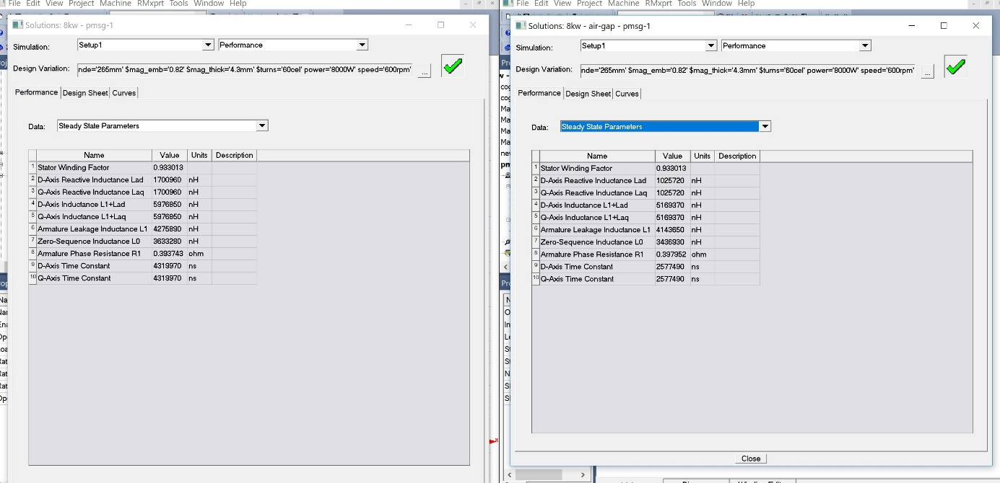 File Edit View Project Machine RMxprt Tools Window Help
Solutions: 8kw - pmsg-1
Simulation: Setup1 Performance
Design Variation: nde='265mm' $mag_emb='0.82' $mag_thick='4.3mm' $turns='60cel' power='8000W' speed='600rpm' ...
Performance Design Sheet Curves
Data: Steady State Parameters
Name Value Units Description
1 Stator Winding Factor 0.933013
2 D-Axis Reactive Inductance Lad 1700960 nH
3 Q-Axis Reactive Inductance Laq 1700960 nH
4 D-Axis Inductance L1+Lad 5976850 nH
5 Q-Axis Inductance L1+Laq 5976850 nH
6 Armature Leakage Inductance L1 4275890 nH
7 Zero-Sequence Inductance L0 3633280 nH
8 Armature Phase Resistance R1 0.393743 ohm
9 D-Axis Time Constant 4319970 ns
10 Q-Axis Time Constant 4319970 ns
File Edit View Project Machine RMxprt Tools Window Help
Solutions: 8kw - air-gap - pmsg-1
Simulation: Setup1 Performance
Design Variation: nde='265mm' $mag_emb='0.82' $mag_thick='4.3mm' $turns='60cel' power='8000W' speed='600rpm' ...
Performance Design Sheet Curves
Data: Steady State Parameters
Name Value Units Description
1 Stator Winding Factor 0.933013
2 D-Axis Reactive Inductance Lad 1025720 nH
3 Q-Axis Reactive Inductance Laq 1025720 nH
4 D-Axis Inductance L1+Lad 5169370 nH
5 Q-Axis Inductance L1+Laq 5169370 nH
6 Armature Leakage Inductance L1 4143650 nH
7 Zero-Sequence Inductance L0 3436930 nH
8 Armature Phase Resistance R1 0.397952 ohm
9 D-Axis Time Constant 2577490 ns
10 Q-Axis Time Constant 2577490 ns
Close